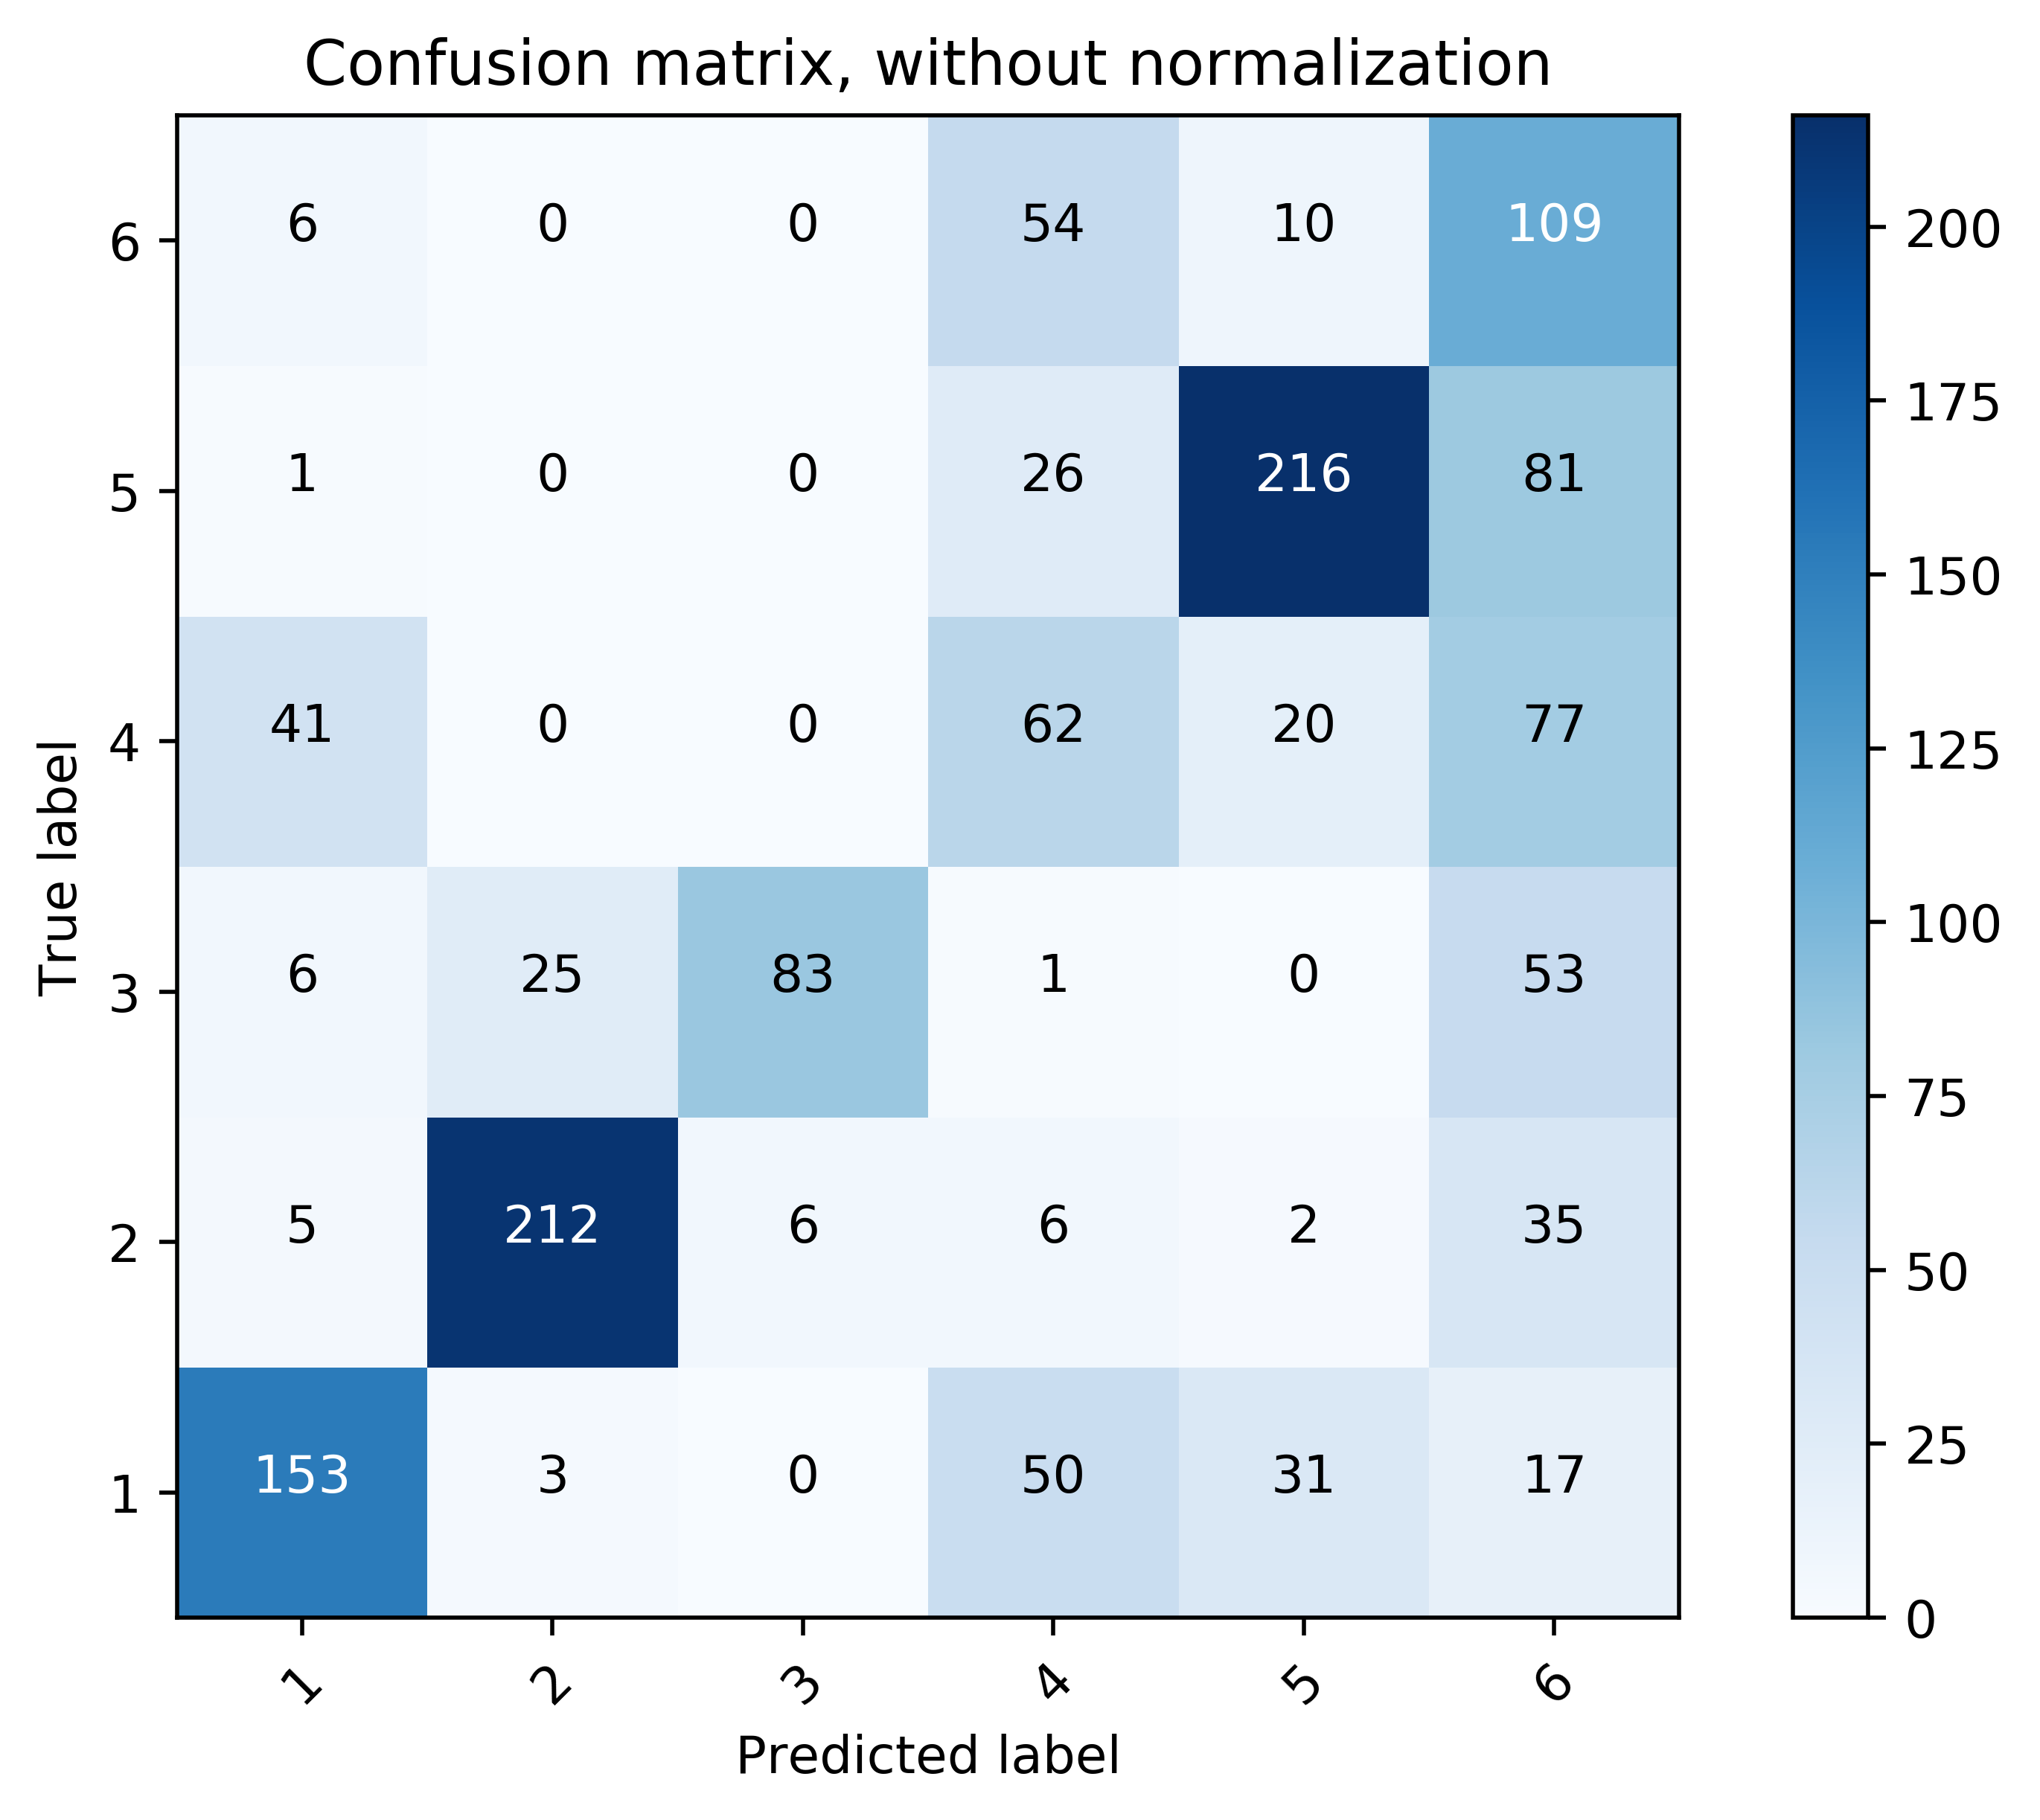 Confusion matrix, without normalization
6 6 0 0 54 10 109
5 1 0 0 26 216 81
4 41 0 0 62 20 77
3 6 25 83 1 0 53
2 5 212 6 6 2 35
1 153 3 0 50 31 17
1 2 3 4 5 6
True label
Predicted label
200
175
150
125
100
75
50
25
0